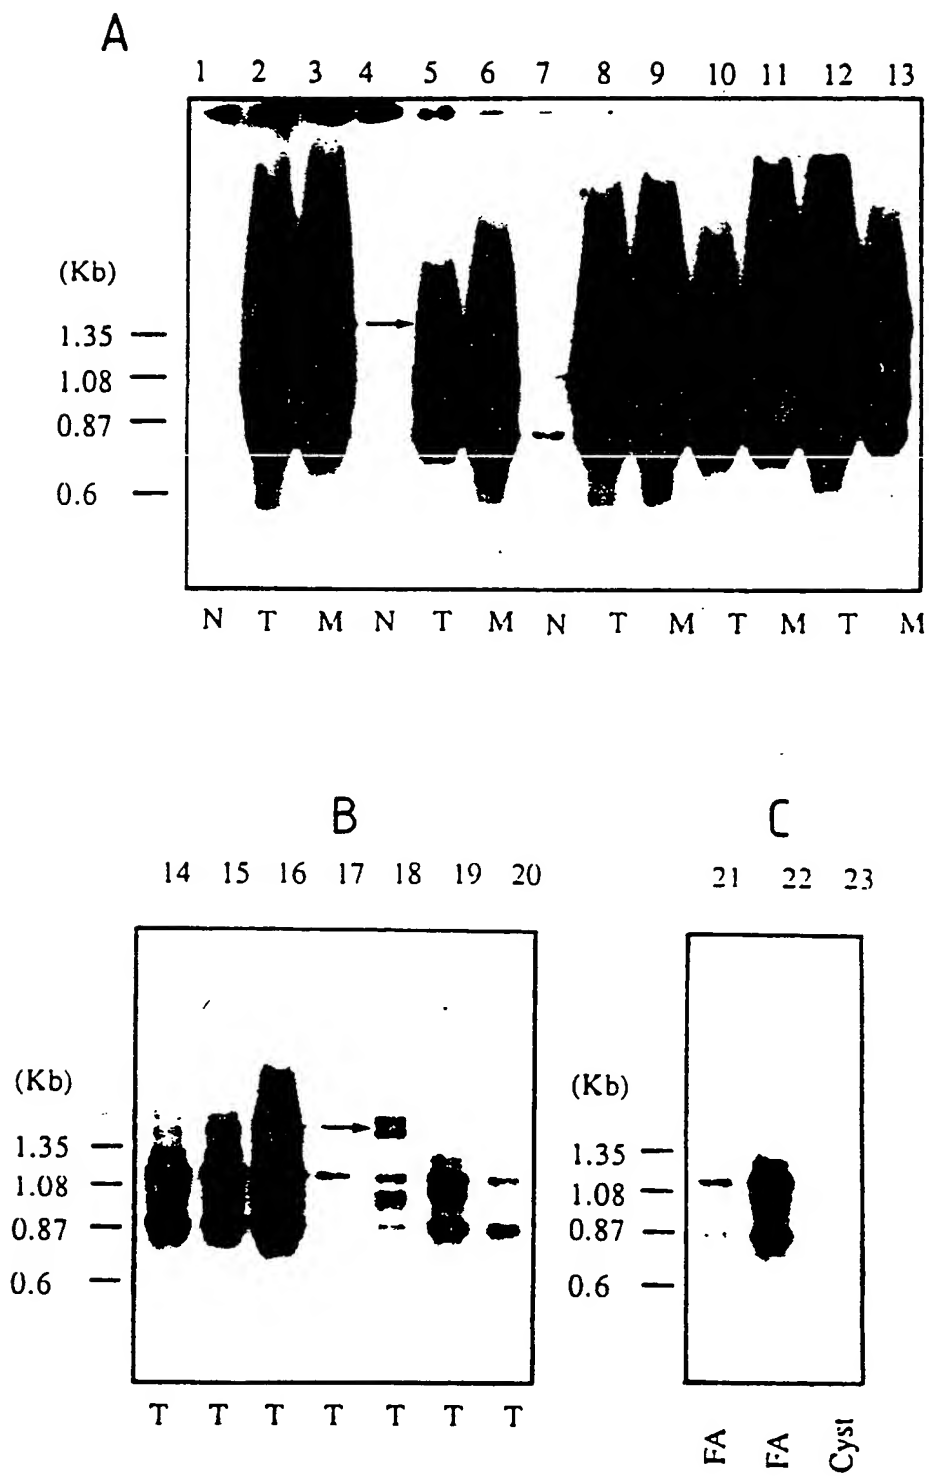 A
1 2 3 4 5 6 7 8 9 10 11 12 13
(Kb)
1.35
1.08
0.87
0.6
N T M N T M N T M T M T M
B
14 15 16 17 18 19 20
(Kb)
1.35
1.08
0.87
0.6
T T T T T T T
C
21 22 23
(Kb)
1.35
1.08
0.87
0.6
FA FA Cyst